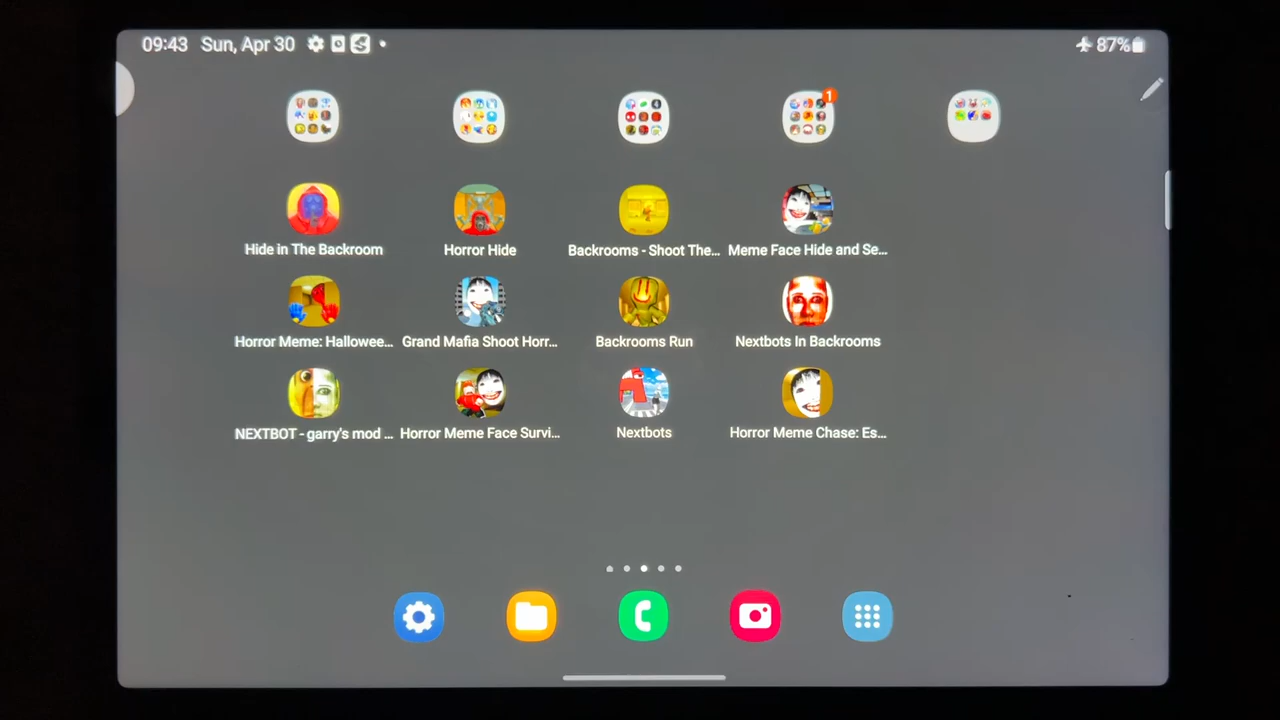 09:43 Sun, Apr 30 87%
1
Hide in The Backroom Horror Hide Backrooms - Shoot The... Meme Face Hide and Se...
Horror Meme: Hallowee... Grand Mafia Shoot Horr... Backrooms Run Nextbots In Backrooms
NEXTBOT - garry's mod ... Horror Meme Face Survi... Nextbots Horror Meme Chase: Es...